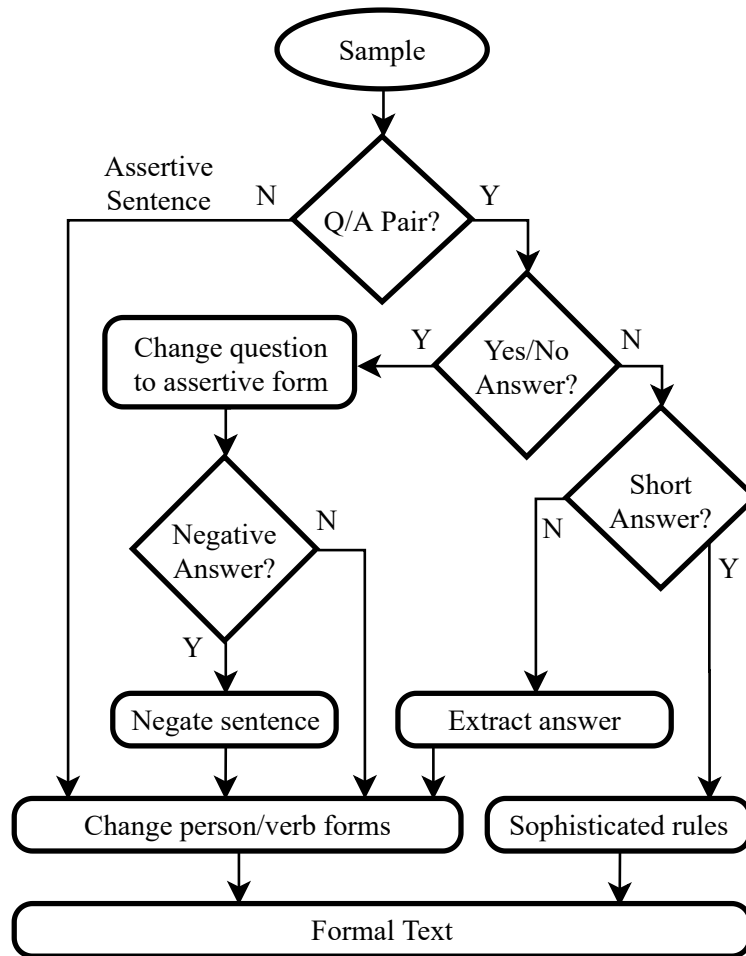 Sample
Assertive
Sentence
N
Q/A Pair?
Y
Change question
to assertive form
Y
Yes/No
Answer?
N
Negative
Answer?
N
Y
Short
Answer?
N
Y
Negate sentence
Extract answer
Change person/verb forms
Sophisticated rules
Formal Text